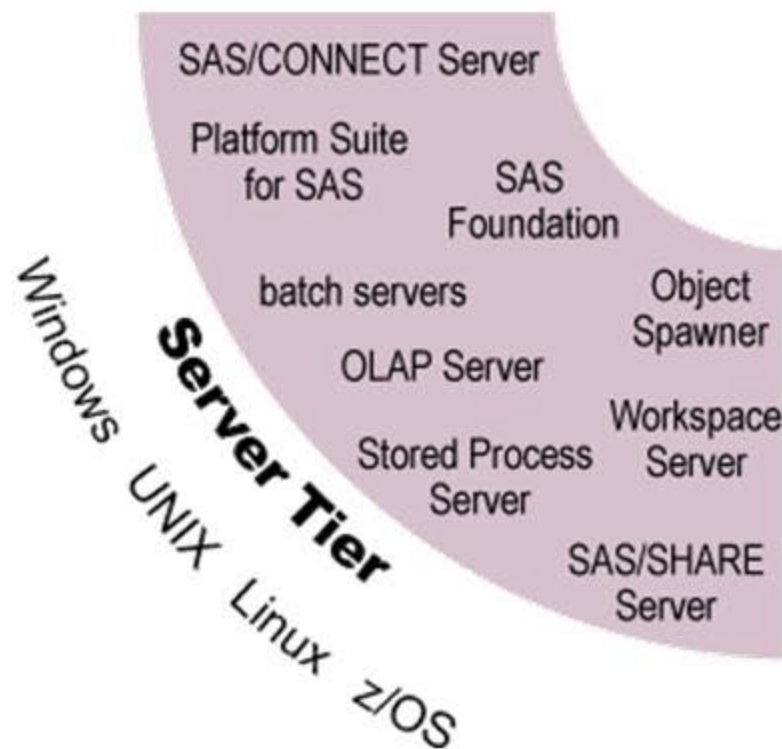 SAS/CONNECT Server
Platform Suite
for SAS
SAS
Foundation
batch servers
Object
Spawner
OLAP Server
Workspace
Server
Stored Process
Server
SAS/SHARE
Server
Server Tier
Windows UNIX Linux z/OS